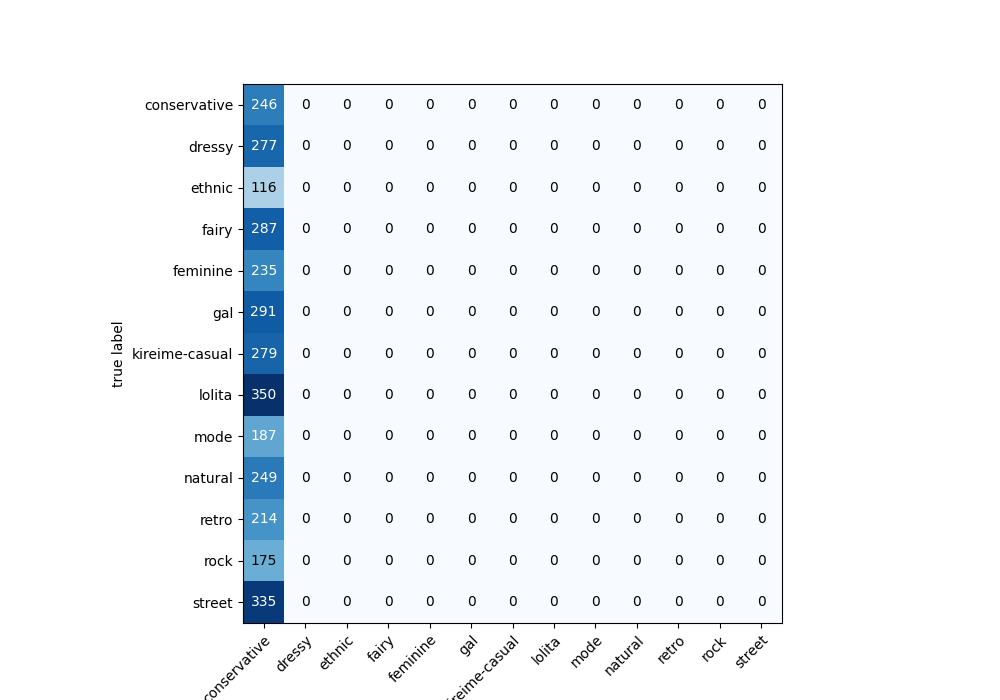 conservative 246 0 0 0 0 0 0 0 0 0 0 0 0
dressy 277 0 0 0 0 0 0 0 0 0 0 0 0
ethnic 116 0 0 0 0 0 0 0 0 0 0 0 0
fairy 287 0 0 0 0 0 0 0 0 0 0 0 0
feminine 235 0 0 0 0 0 0 0 0 0 0 0 0
gal 291 0 0 0 0 0 0 0 0 0 0 0 0
kireime-casual 279 0 0 0 0 0 0 0 0 0 0 0 0
lolita 350 0 0 0 0 0 0 0 0 0 0 0 0
mode 187 0 0 0 0 0 0 0 0 0 0 0 0
natural 249 0 0 0 0 0 0 0 0 0 0 0 0
retro 214 0 0 0 0 0 0 0 0 0 0 0 0
rock 175 0 0 0 0 0 0 0 0 0 0 0 0
street 335 0 0 0 0 0 0 0 0 0 0 0 0
true label
conservative dressy ethnic fairy feminine gal reime-casual lolita mode natural retro rock street